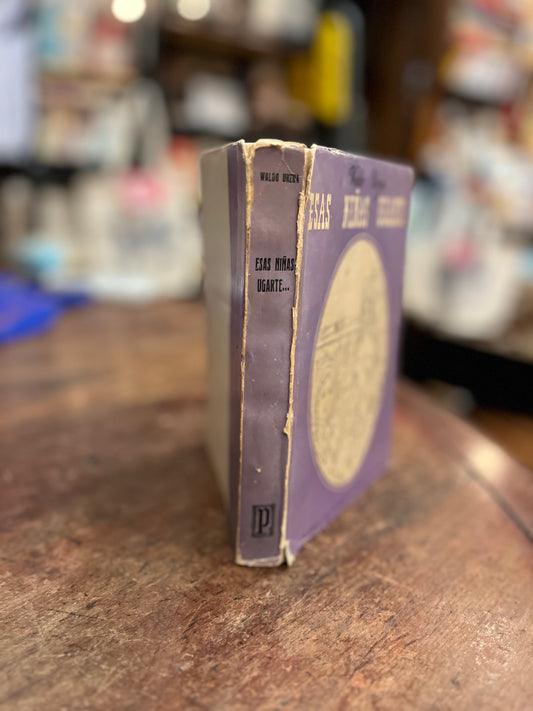 WALDO URZUA
ESAS NIÑAS
UGARTE...
P
ESAS NIÑAS UGARTE